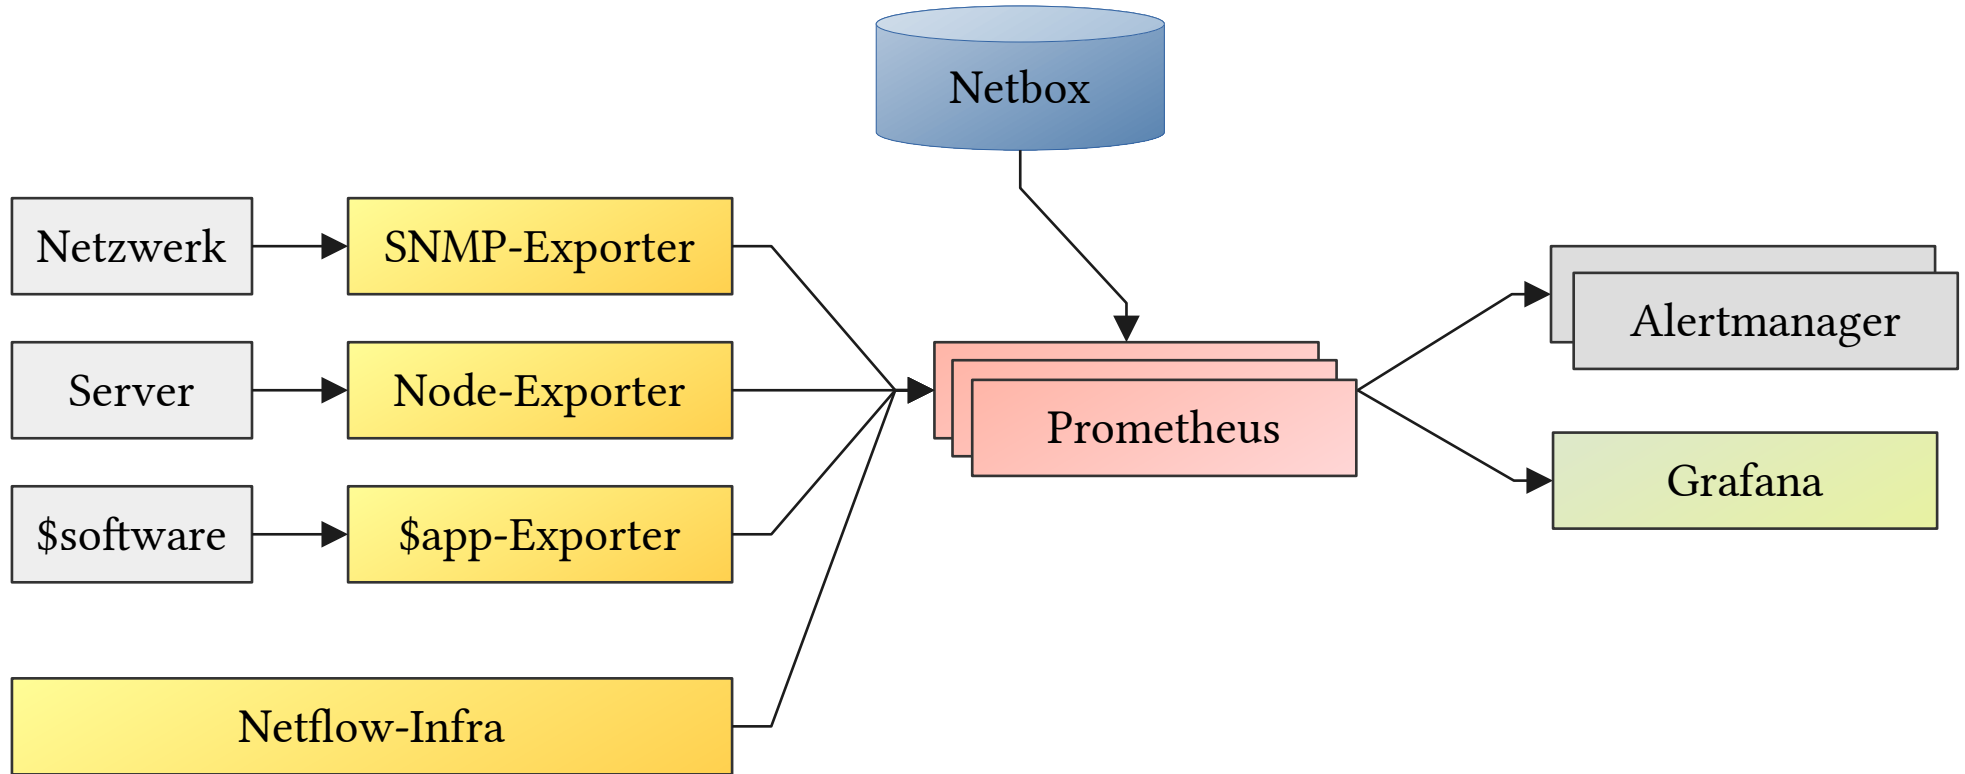 Netbox
Netzwerk
SNMP-Exporter
Server
Node-Exporter
$software
$app-Exporter
Netflow-Infra
Prometheus
Alertmanager
Grafana